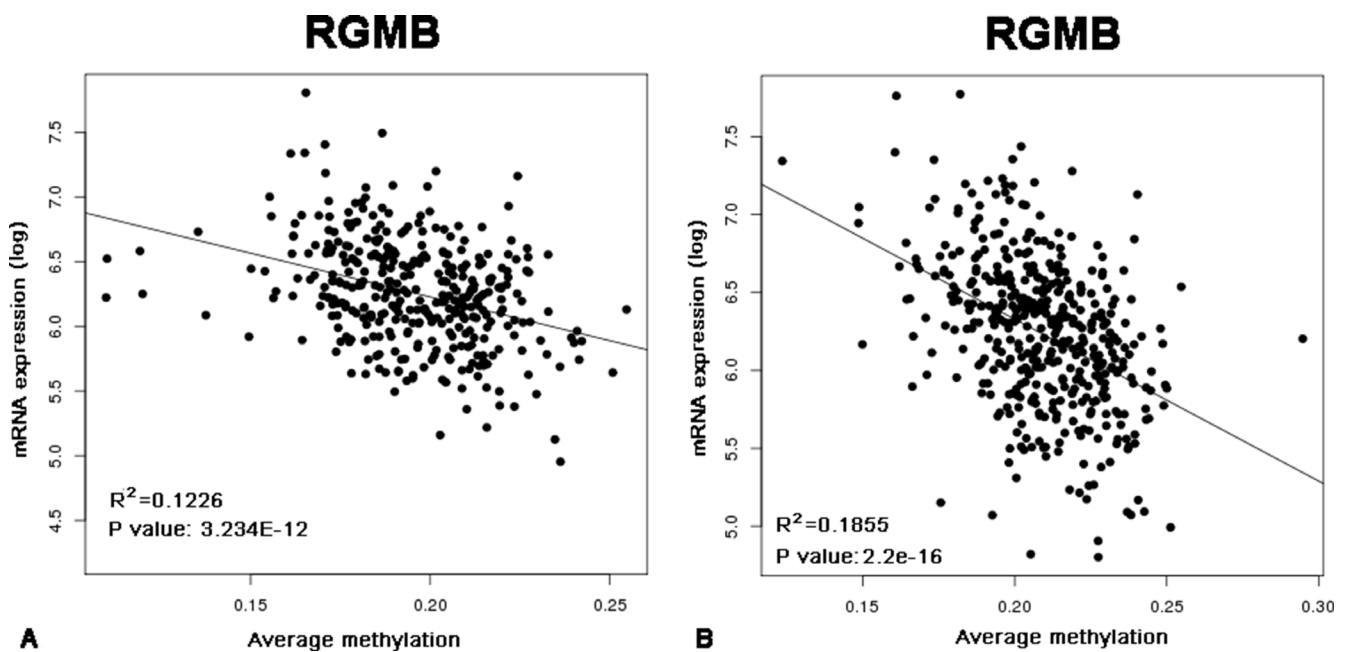 RGMB
mRNA expression (log)
7.5
7.0
6.5
6.0
5.5
5.0
4.5
R²=0.1226
P value: 3.234E-12
0.15
0.20
0.25
A
Average methylation
RGMB
mRNA expression (log)
7.5
7.0
6.5
6.0
5.5
5.0
R²=0.1855
P value:2.2e-16
0.15
0.20
0.25
0.30
B
Average methylation